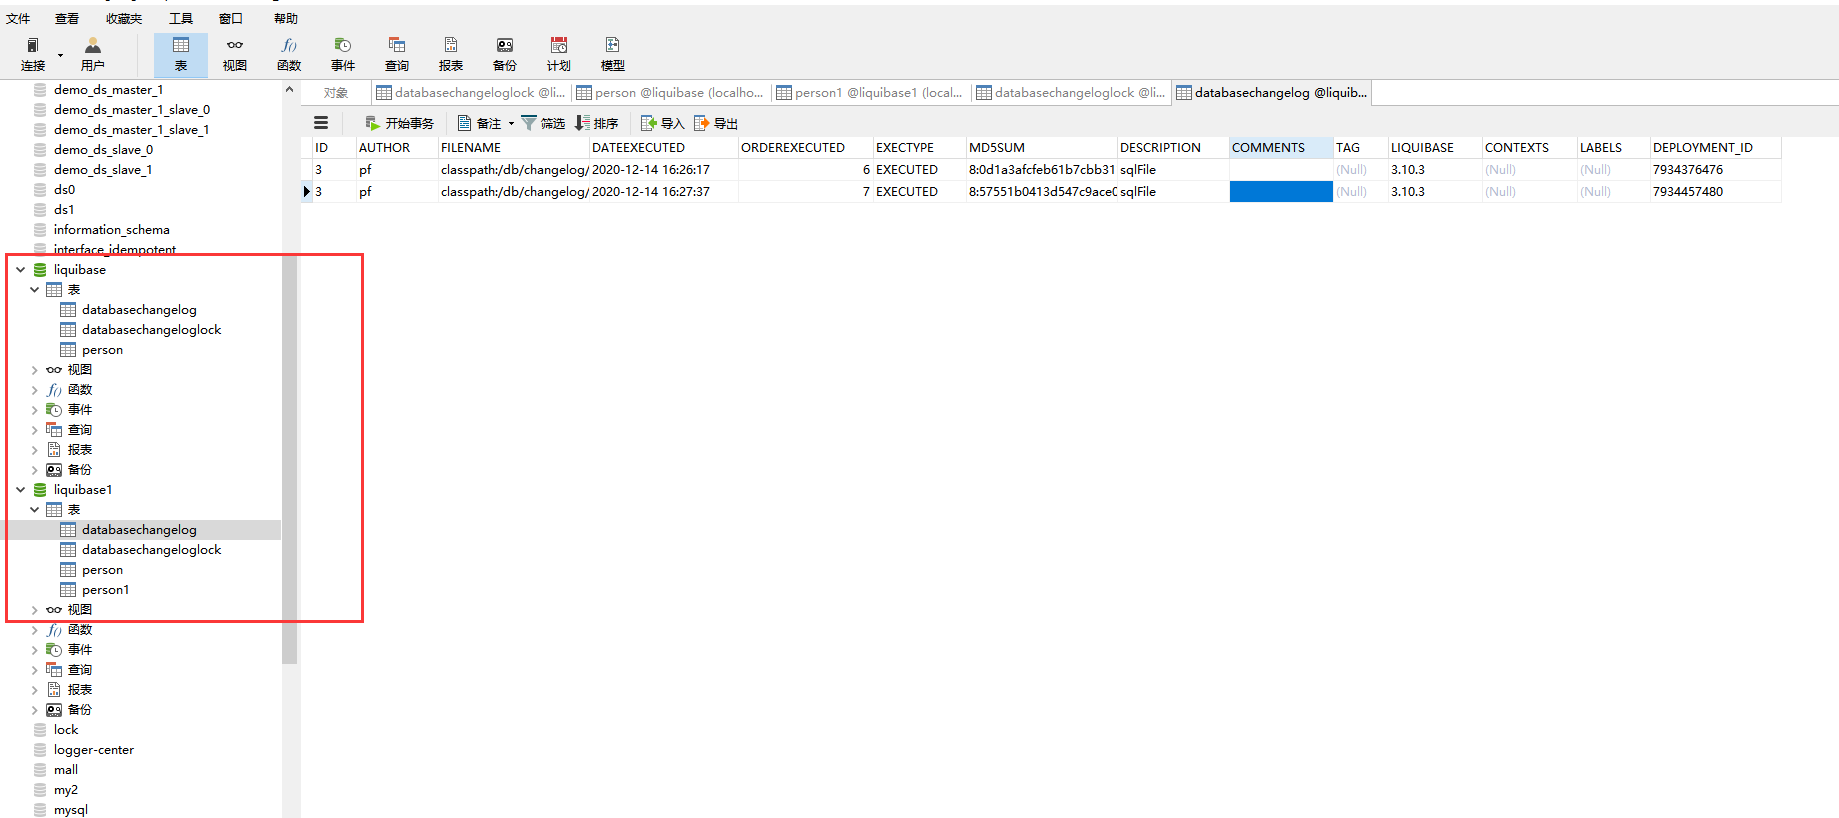 文件 查看 收藏夹 工具 窗口 帮助
连接 用户 表 视图 函数 事件 查询 报表 备份 计划 模型
demo_ds_master_1
demo_ds_master_1_slave_0
demo_ds_master_1_slave_1
demo_ds_slave_0
demo_ds_slave_1
ds0
ds1
information_schema
interface_idempotent
liquibase
表
databasechangelog
databasechangeloglock
person
视图
函数
事件
查询
报表
备份
liquibase1
表
databasechangelog
databasechangeloglock
person
person1
视图
函数
事件
查询
报表
备份
lock
logger-center
mall
my2
mysql
对象 databasechangeloglock @li... person @liquibase (localho... person1 @liquibase1 (local... databasechangeloglock @li... databasechangelog @liquib...
开始事务 备注 筛选 排序 导入 导出
ID AUTHOR FILENAME DATEEXECUTED ORDEREXECUTED EXECTYPE MD5SUM DESCRIPTION COMMENTS TAG LIQUIBASE CONTEXTS LABELS DEPLOYMENT_ID
3 pf classpath:/db/changelog/ 2020-12-14 16:26:17 6 EXECUTED 8:0d1a3afcfeb61b7cbb31 sqlFile (Null) 3.10.3 (Null) (Null) 7934376476
3 pf classpath:/db/changelog/ 2020-12-14 16:27:37 7 EXECUTED 8:57551b0413d547c9ace0 sqlFile (Null) 3.10.3 (Null) (Null) 7934457480